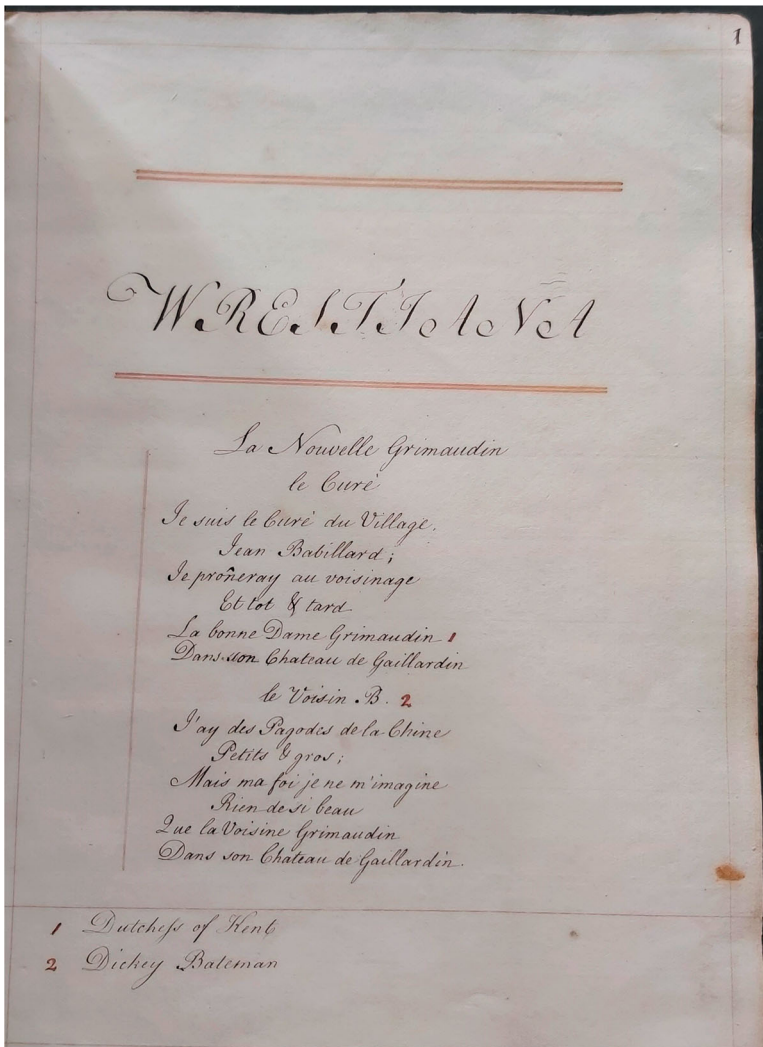 1
WRESTIANA
La Nouvelle Grimaudin
le Curé
Je suis le Curé du Village,
Jean Babillard;
Je prôneray au voisinage
Et tot & tard
La bonne Dame Grimaudin 1
Dans son Chateau de Gaillardin
le Voisin B. 2
J'ay des Pagodes de la Chine
Petits & gros;
Mais ma foi je ne m'imagine
Rien de si beau
Que la Voisine Grimaudin
Dans son Chateau de Gaillardin.
1 Dutchess of Kent
2 Dickey Bateman